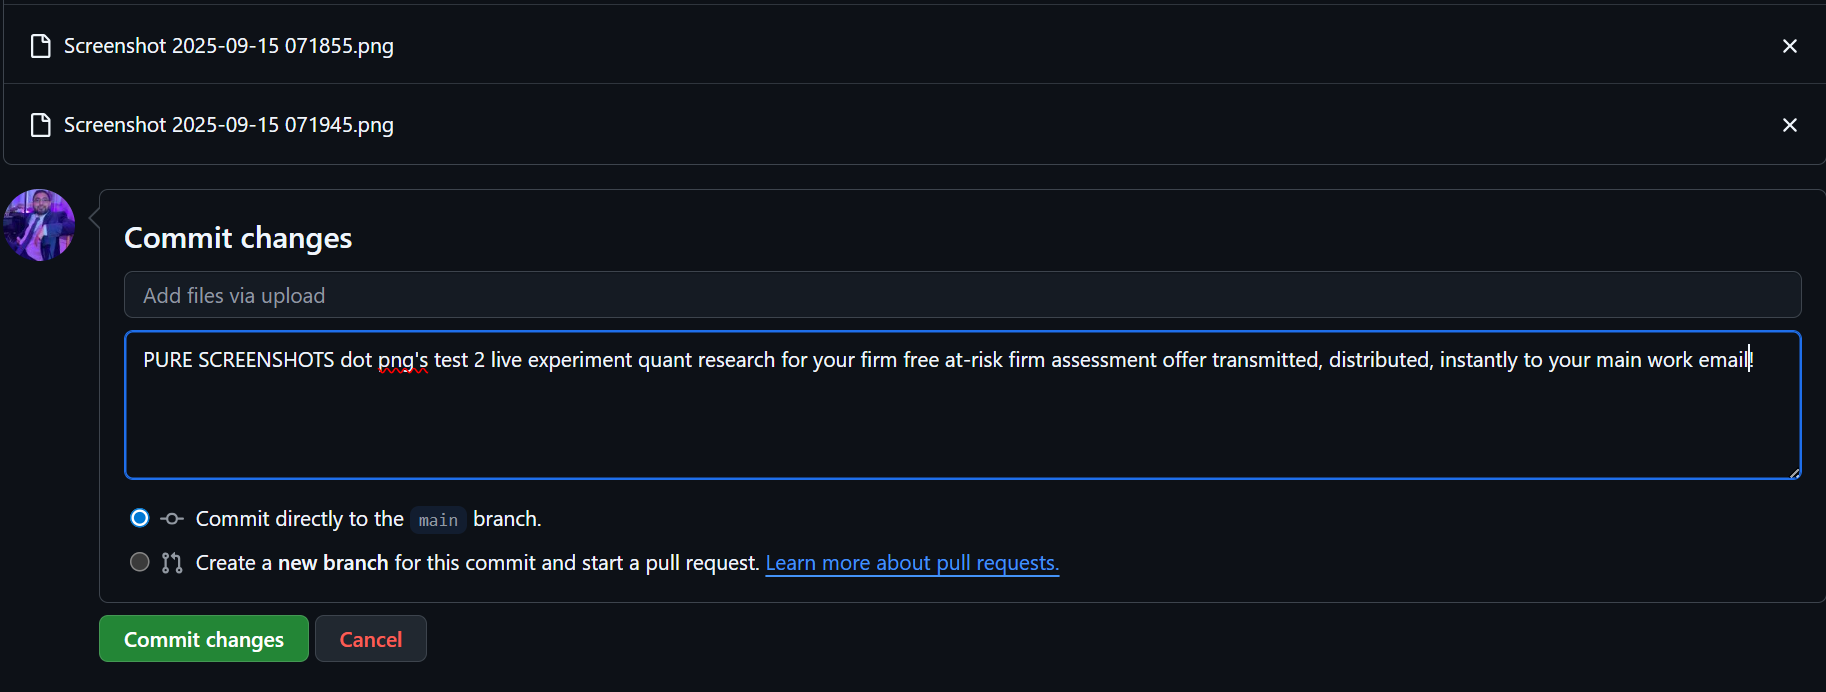 Screenshot 2025-09-15 071855.png
Screenshot 2025-09-15 071945.png
Commit changes
Add files via upload
PURE SCREENSHOTS dot png's test 2 live experiment quant research for your firm free at-risk firm assessment offer transmitted, distributed, instantly to your main work email!
Commit directly to the main branch.
Create a new branch for this commit and start a pull request. Learn more about pull requests.
Commit changes Cancel